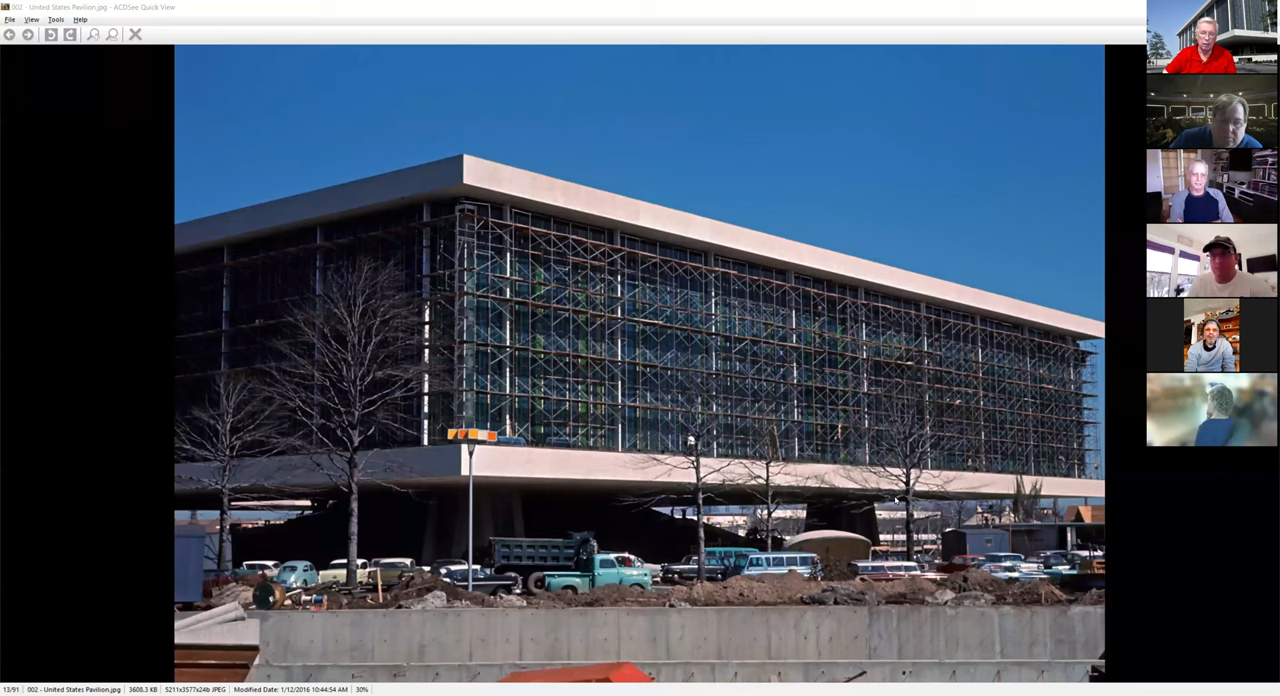 002 - United States Pavilion.jpg - ACDSee Quick View
File View Tools Help
13/91 002 - United States Pavilion.jpg 3608.3 KB 5211x3577x24b JPEG Modified Date: 1/12/2016 10:44:54 AM 30%